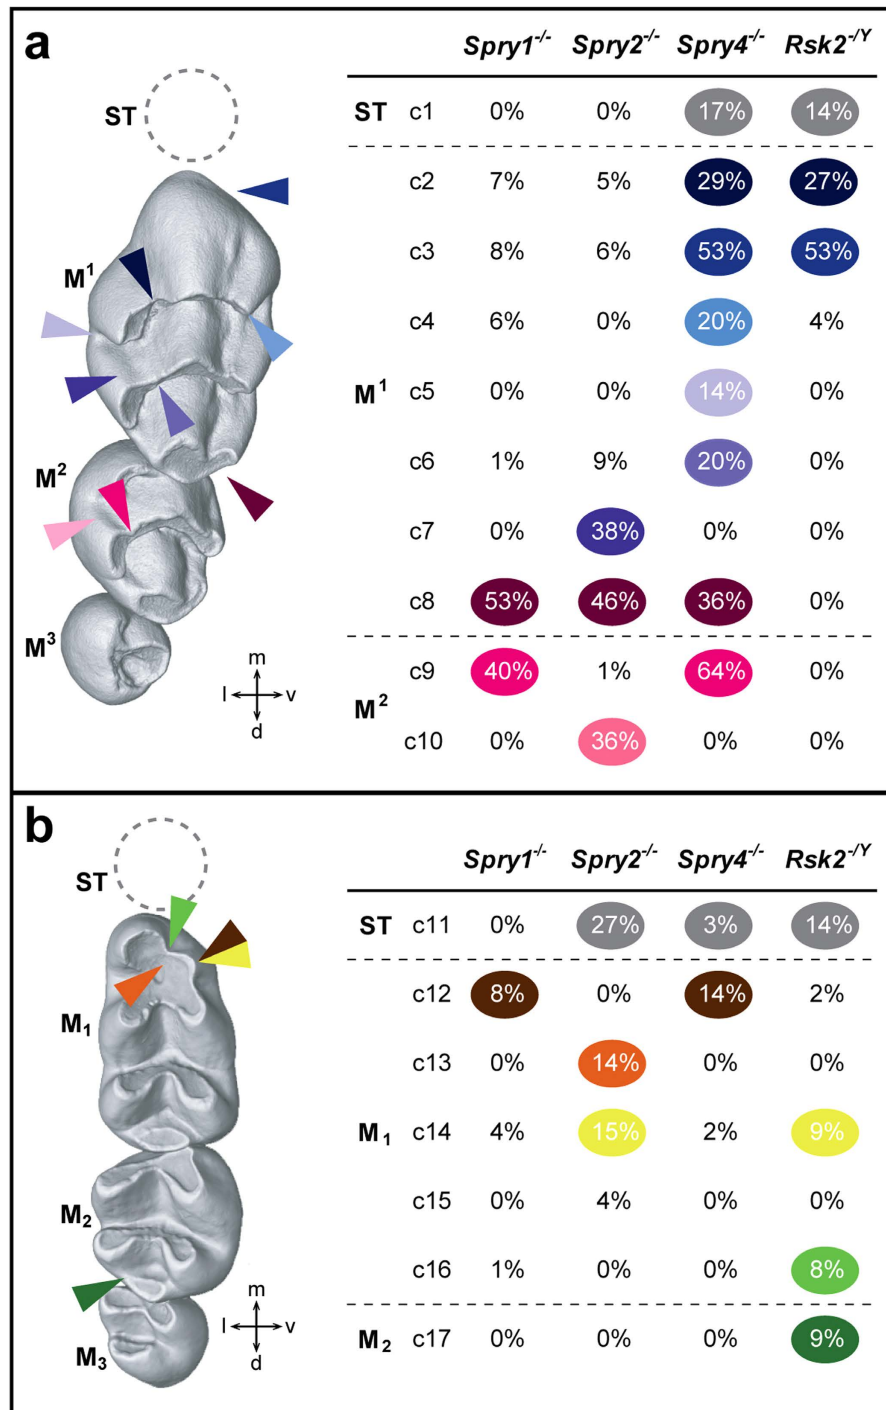 a
Spry1-/- Spry2-/- Spry4-/- Rsk2-/Y
ST
ST c1 0% 0% 17% 14%
c2 7% 5% 29% 27%
c3 8% 6% 53% 53%
M1
c4 6% 0% 20% 4%
M1 c5 0% 0% 14% 0%
c6 1% 9% 20% 0%
M2
c7 0% 38% 0% 0%
c8 53% 46% 36% 0%
M3
c9 40% 1% 64% 0%
M2
c10 0% 36% 0% 0%
m
l v
d
b
Spry1-/- Spry2-/- Spry4-/- Rsk2-/Y
ST
ST c11 0% 27% 3% 14%
c12 8% 0% 14% 2%
M1
c13 0% 14% 0% 0%
M1 c14 4% 15% 2% 9%
c15 0% 4% 0% 0%
M2
c16 1% 0% 0% 8%
M2 c17 0% 0% 0% 9%
M3
m
l v
d